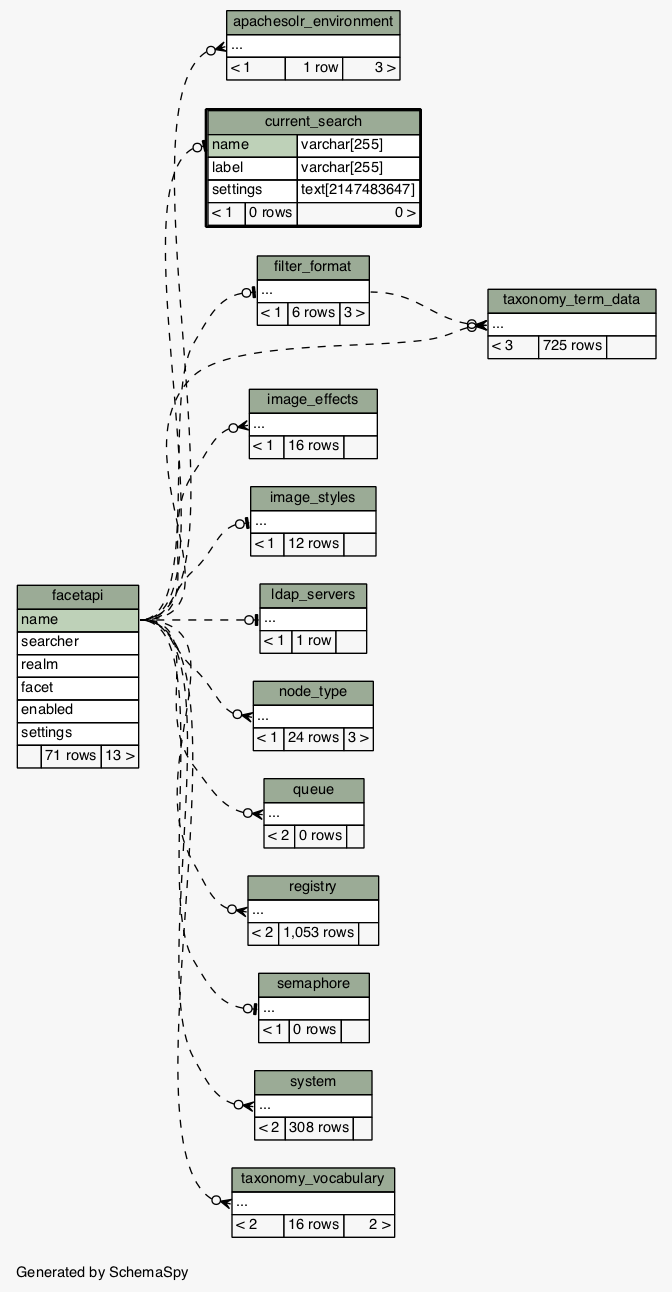 apachesolr_environment
...
< 1 1 row 3 >
current_search
name varchar[255]
label varchar[255]
settings text[2147483647]
< 1 0 rows 0 >
filter_format
...
< 1 6 rows 3 >
taxonomy_term_data
...
< 3 725 rows
image_effects
...
< 1 16 rows
image_styles
...
< 1 12 rows
facetapi
name
searcher
realm
facet
enabled
settings
71 rows 13 >
ldap_servers
...
< 1 1 row
node_type
...
< 1 24 rows 3 >
queue
...
< 2 0 rows
registry
...
< 2 1,053 rows
semaphore
...
< 1 0 rows
system
...
< 2 308 rows
taxonomy_vocabulary
...
< 2 16 rows 2 >
Generated by SchemaSpy